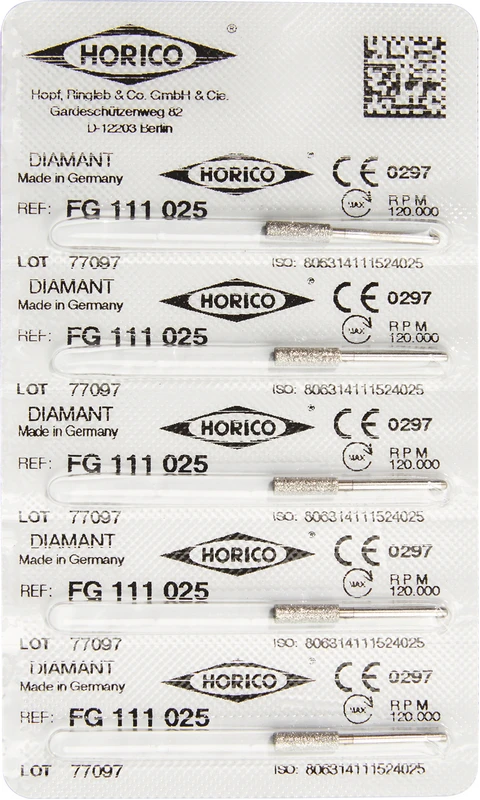 HORICO ®
Hopf, Ringleb & Co. GmbH & Cie.
Gardeschützenweg 82
D-12203 Berlin
DIAMANT HORICO ® CE 0297
Made in Germany
REF: FG 111 025 MAX RPM 120.000
LOT 77097 ISO: 806314111524025
DIAMANT HORICO ® CE 0297
Made in Germany
REF: FG 111 025 MAX RPM 120.000
LOT 77097 ISO: 806314111524025
DIAMANT HORICO ® CE 0297
Made in Germany
REF: FG 111 025 MAX RPM 120.000
LOT 77097 ISO: 806314111524025
DIAMANT HORICO ® CE 0297
Made in Germany
REF: FG 111 025 MAX RPM 120.000
LOT 77097 ISO: 806314111524025
DIAMANT HORICO ® CE 0297
Made in Germany
REF: FG 111 025 MAX RPM 120.000
LOT 77097 ISO: 806314111524025